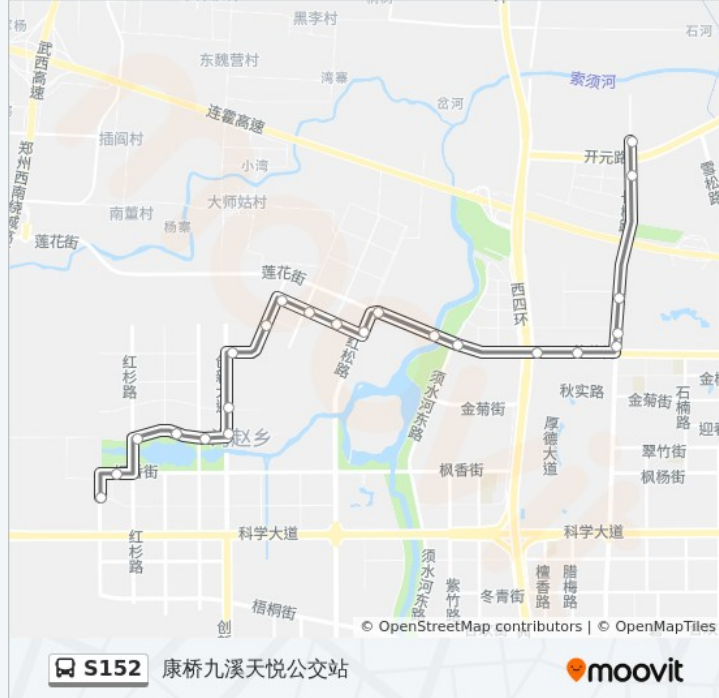 黑李村
石河
武西高速
东魏营村
湾寨
索须河
岔河
连霍高速
插阎村
开元路
郑州西南绕城
小湾
雪松路
大师姑村
南董村
杨寨
莲花街
莲花街
西四环
红松路
红杉路
须水河东路
秋实路
金菊街
金菊街
石楠路
厚德大道
赵乡
翠竹街
枫香街
枫杨街
科学大道
科学大道
红杉路
须水河东路
紫竹路
冬青街
檀香路
腊梅路
梧桐街
© OpenStreetMap contributors | © OpenMapTiles
S152 康桥九溪天悦公交站
moovit